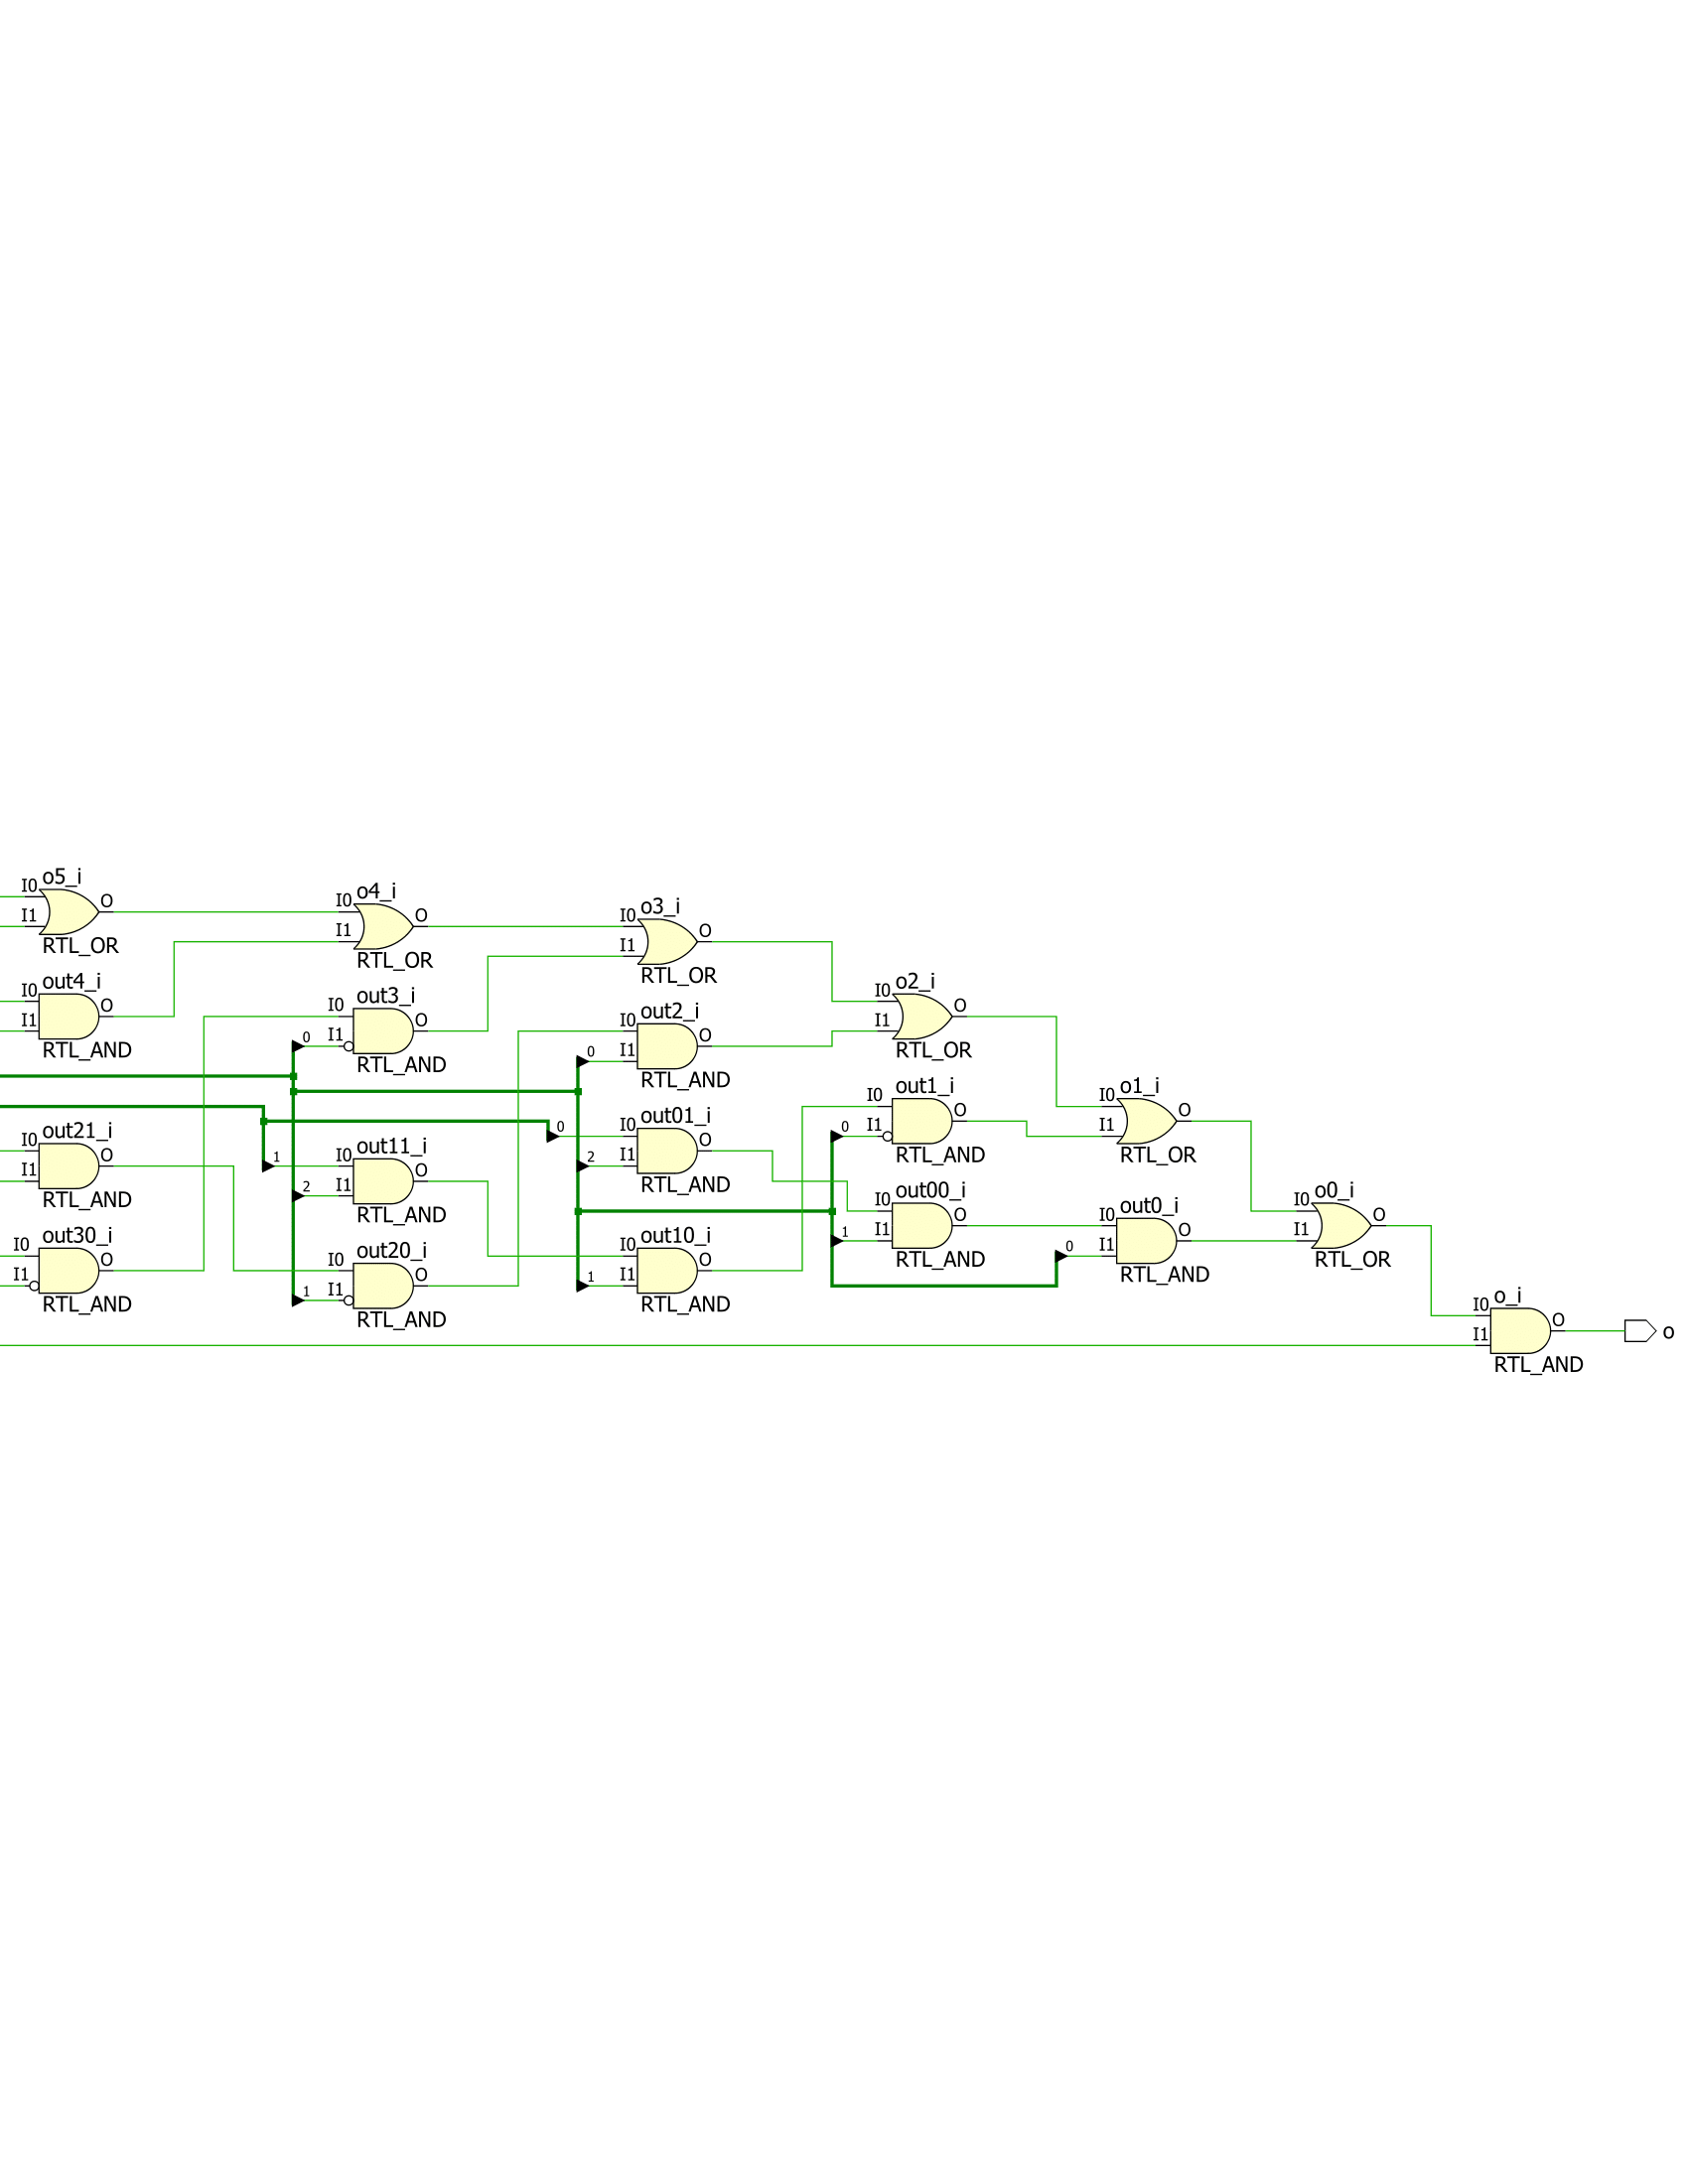 o5_i
I0
O
I1
RTL_OR
o4_i
I0
O
I1
RTL_OR
o3_i
I0
O
I1
RTL_OR
out4_i
I0
O
I1
RTL_AND
out3_i
I0
O
I1
0
RTL_AND
out2_i
I0
O
I1
0
RTL_AND
o2_i
I0
O
I1
RTL_OR
out21_i
I0
O
I1
RTL_AND
out11_i
1
I0
O
2
I1
RTL_AND
out01_i
0
I0
O
2
I1
RTL_AND
out1_i
I0
O
0
I1
RTL_AND
o1_i
I0
O
I1
RTL_OR
out30_i
I0
O
I1
RTL_AND
out20_i
I0
O
1
I1
RTL_AND
out10_i
I0
O
1
I1
RTL_AND
out00_i
I0
O
1
I1
RTL_AND
out0_i
I0
O
0
I1
RTL_AND
o0_i
I0
O
I1
RTL_OR
o_i
I0
O
I1
RTL_AND
o